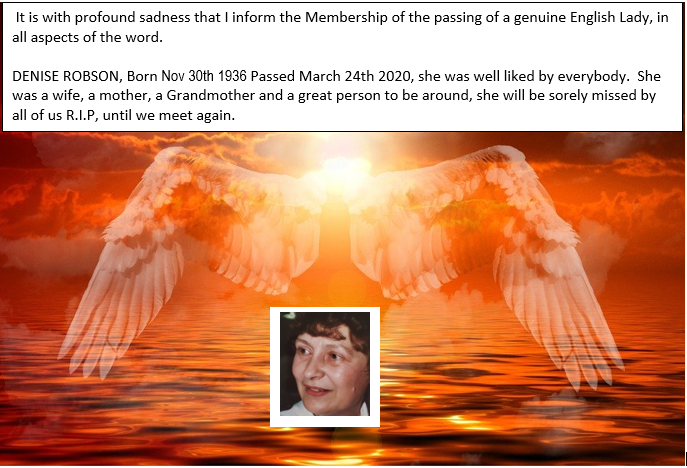 It is with profound sadness that I inform the Membership of the passing of a genuine English Lady, in
all aspects of the word.
DENISE ROBSON, Born Nov 30th 1936 Passed March 24th 2020, she was well liked by everybody.  She
was a wife, a mother, a Grandmother and a great person to be around, she will be sorely missed by
all of us R.I.P, until we meet again.